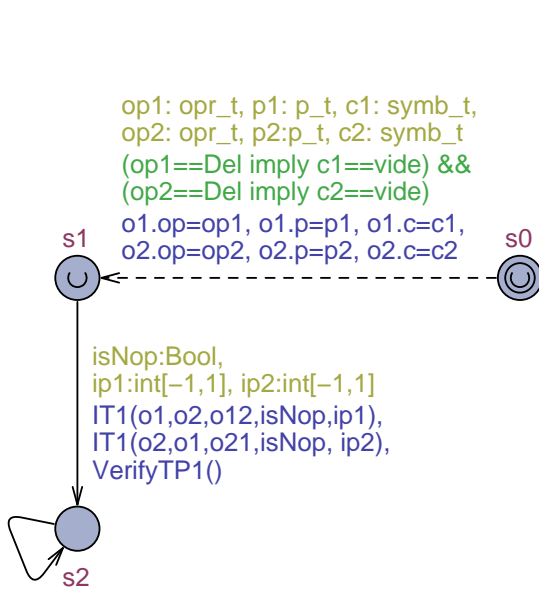 op1: opr_t, p1: p_t, c1: symb_t,
op2: opr_t, p2:p_t, c2: symb_t
(op1==Del imply c1==vide) &&
(op2==Del imply c2==vide)
o1.op=op1, o1.p=p1, o1.c=c1,
o2.op=op2, o2.p=p2, o2.c=c2
s1
s0
isNop:Bool,
ip1:int[−1,1], ip2:int[−1,1]
IT1(o1,o2,o12,isNop,ip1),
IT1(o2,o1,o21,isNop, ip2),
VerifyTP1()
s2